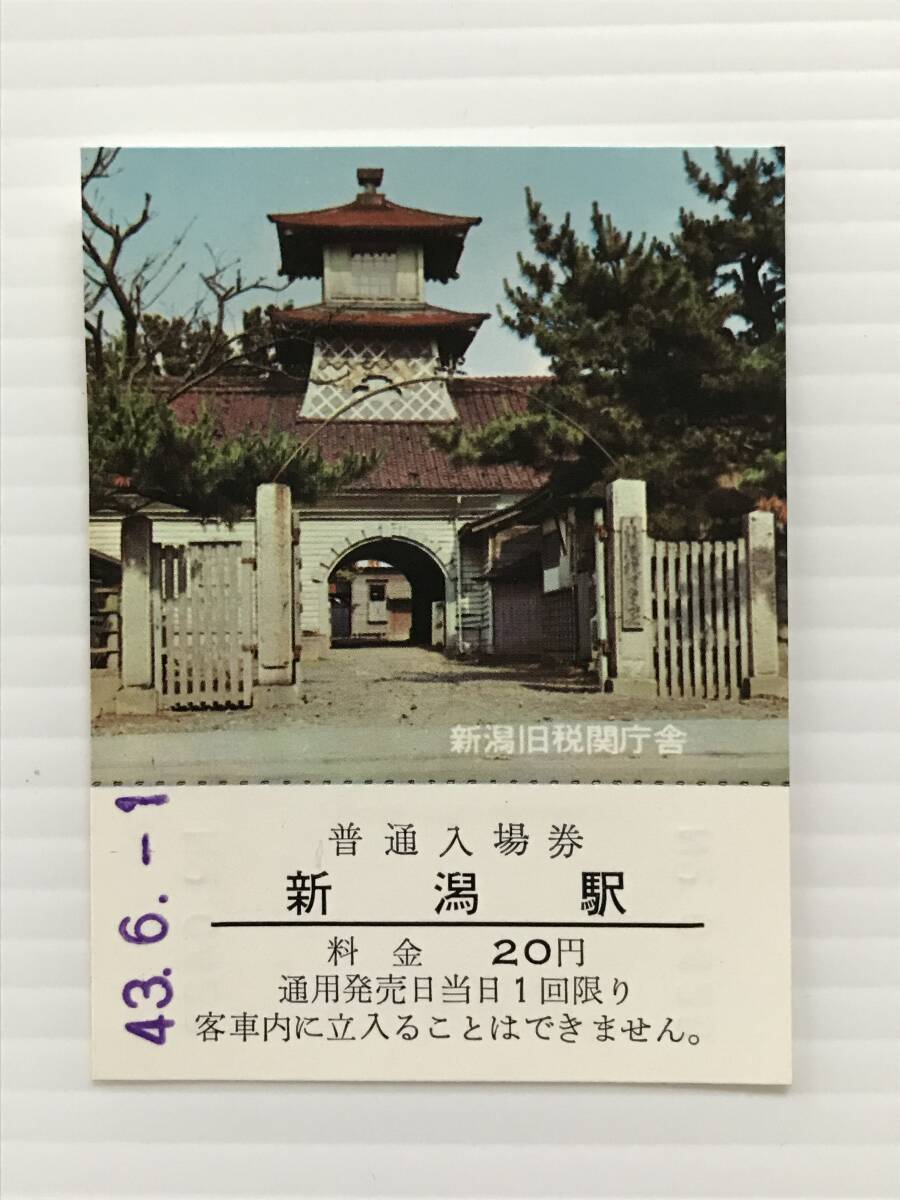 新潟旧税関庁舎
43.6.-1
普通入場券
新潟駅
料金 20円
通用発売日当日1回限り
客車内に立入ることはできません。